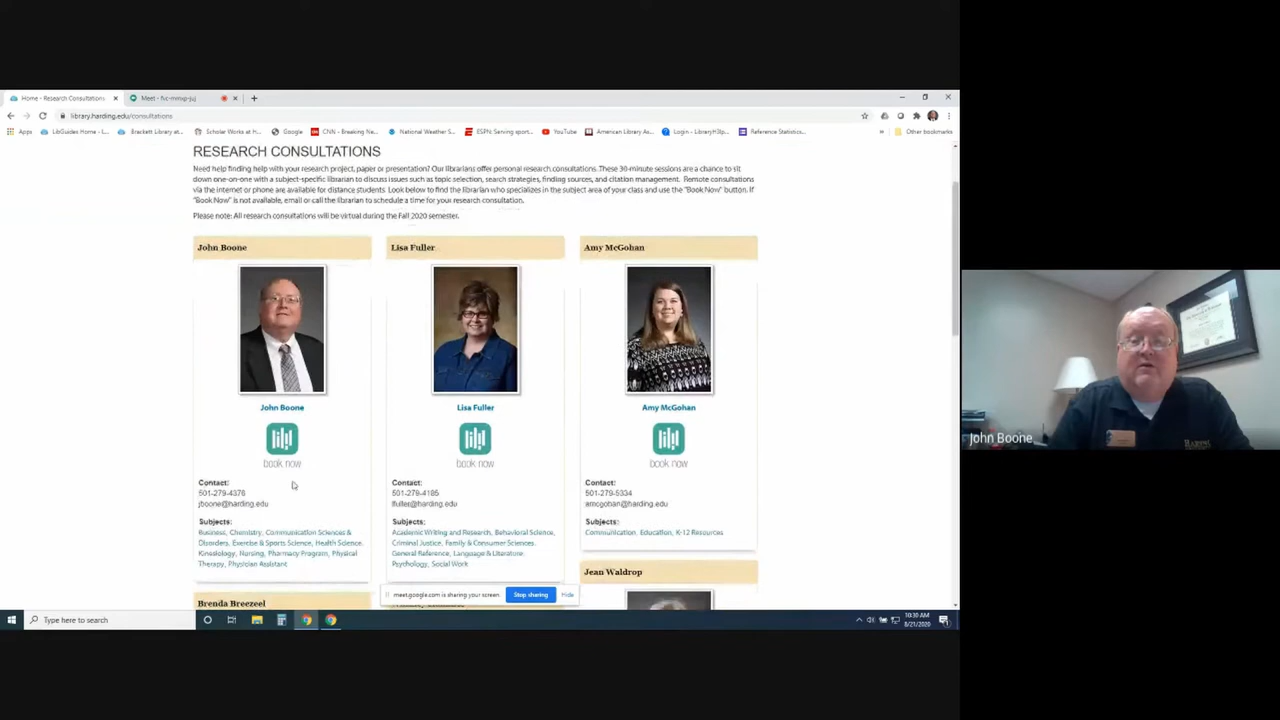 Home - Research Consultations
Meet - fvc-mmvp-juj
library.harding.edu/consultations
Apps
LibGuides Home - L...
Brackett Library at...
Scholar Works at H...
Google
CNN - Breaking Ne...
National Weather S...
ESPN: Serving sport...
YouTube
American Library As...
Login - LibraryH3lp...
Reference Statistics...
Other bookmarks
RESEARCH CONSULTATIONS
Need help finding help with your research project, paper or presentation? Our librarians offer personal research consultations. These 30-minute sessions are a chance to sit
down one-on-one with a subject-specific librarian to discuss issues such as topic selection, search strategies, finding sources, and citation management. Remote consultations
via the internet or phone are available for distance students. Look below to find the librarian who specializes in the subject area of your class and use the "Book Now" button. If
"Book Now" is not available, email or call the librarian to schedule a time for your research consultation.
Please note: All research consultations will be virtual during the Fall 2020 semester.
John Boone
John Boone
book now
Contact:
501-279-4376
jboone@harding.edu
Subjects:
Business, Chemistry, Communication Sciences &
Disorders, Exercise & Sports Science, Health Science,
Kinesiology, Nursing, Pharmacy Program, Physical
Therapy, Physician Assistant
Brenda Breezeel
Lisa Fuller
Lisa Fuller
book now
Contact:
501-279-4185
lfuller@harding.edu
Subjects:
Academic Writing and Research, Behavioral Science,
Criminal Justice, Family & Consumer Sciences,
General Reference, Language & Literature,
Psychology, Social Work
Amy McGohan
Amy McGohan
book now
Contact:
501-279-5334
amcgohan@harding.edu
Subjects:
Communication, Education, K-12 Resources
Jean Waldrop
meet.google.com is sharing your screen.
Stop sharing
Hide
Type here to search
10:30 AM
8/21/2020
John Boone